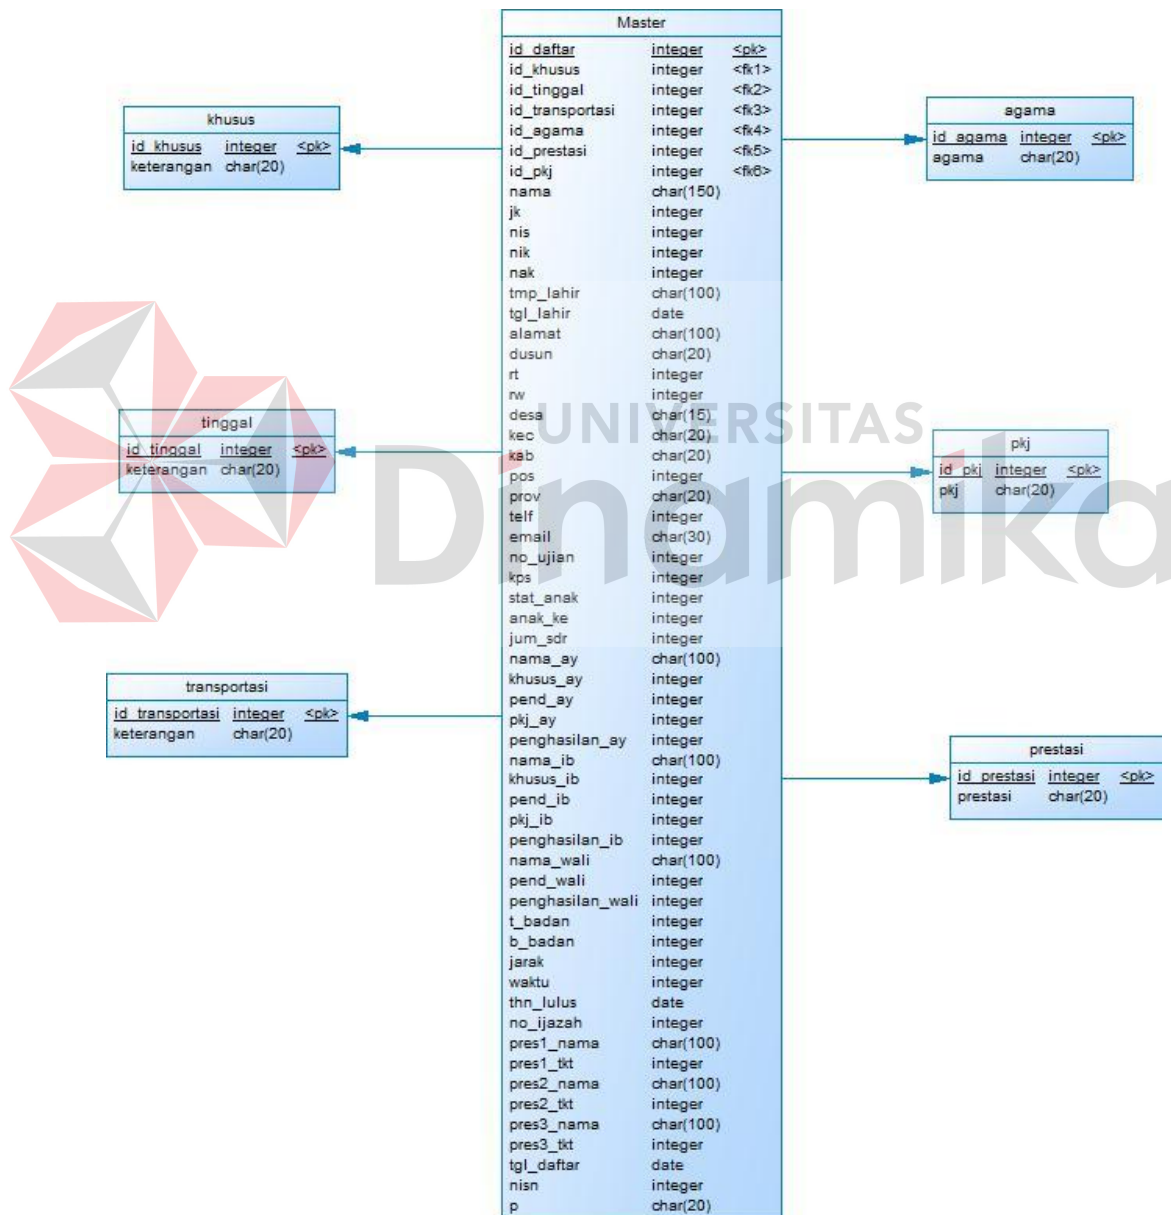 Master
id_daftar integer <pk>
id_khusus integer <fk1>
id_tinggal integer <fk2>
id_transportasi integer <fk3>
id_agama integer <fk4>
id_prestasi integer <fk5>
id_pkj integer <fk6>
nama char(150)
jk integer
nis integer
nik integer
nak integer
tmp_lahir char(100)
tgl_lahir date
alamat char(100)
dusun char(20)
rt integer
rw integer
desa char(15)
kec char(20)
kab char(20)
pos integer
prov char(20)
telf integer
email char(30)
no_ujian integer
kps integer
stat_anak integer
anak_ke integer
jum_sdr integer
nama_ay char(100)
khusus_ay integer
pend_ay integer
pkj_ay integer
penghasilan_ay integer
nama_ib char(100)
khusus_ib integer
pend_ib integer
pkj_ib integer
penghasilan_ib integer
nama_wali char(100)
pend_wali integer
penghasilan_wali integer
t_badan integer
b_badan integer
jarak integer
waktu integer
thn_lulus date
no_ijazah integer
pres1_nama char(100)
pres1_tkt integer
pres2_nama char(100)
pres2_tkt integer
pres3_nama char(100)
pres3_tkt integer
tgl_daftar date
nisn integer
p char(20)
khusus
id_khusus integer <pk>
keterangan char(20)
tinggal
id_tinggal integer <pk>
keterangan char(20)
transportasi
id_transportasi integer <pk>
keterangan char(20)
agama
id_agama integer <pk>
agama char(20)
pkj
id_pkj integer <pk>
pkj char(20)
prestasi
id_prestasi integer <pk>
prestasi char(20)
UNIVERSITAS
Dinamika